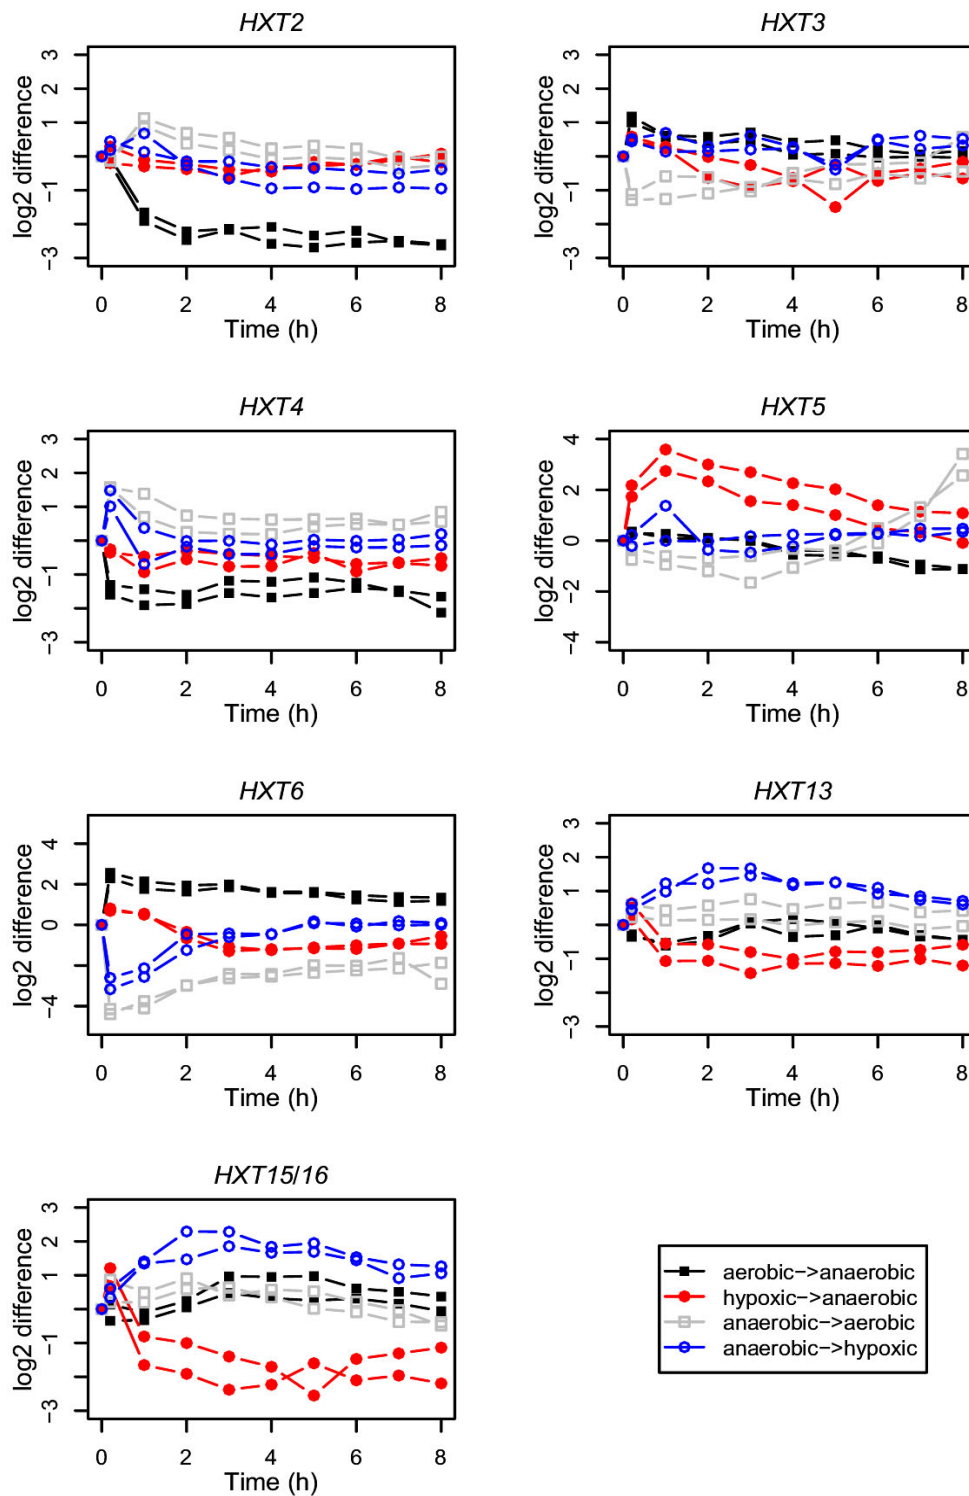 HXT2
log2 difference
3
1
−1
−3
0 2 4 6 8
Time (h)
HXT3
log2 difference
3
1
−1
−3
0 2 4 6 8
Time (h)
HXT4
log2 difference
3
2
1
−1
−3
0 2 4 6 8
Time (h)
HXT5
log2 difference
4
2
0
−2
−4
0 2 4 6 8
Time (h)
HXT6
log2 difference
4
2
0
−4
0 2 4 6 8
Time (h)
HXT13
log2 difference
3
1
−1
−3
0 2 4 6 8
Time (h)
HXT15/16
log2 difference
3
1
−1
−3
0 2 4 6 8
Time (h)
aerobic−>anaerobic
hypoxic−>anaerobic
anaerobic−>aerobic
anaerobic−>hypoxic